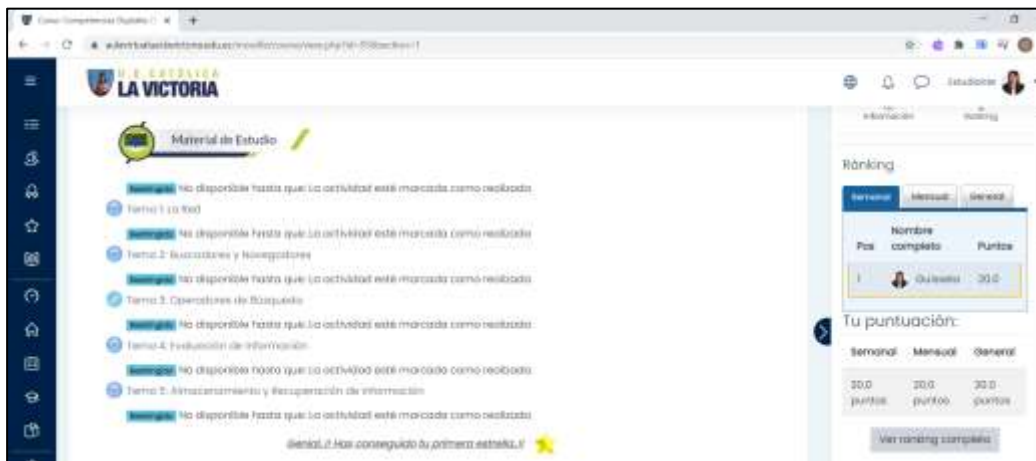 Curso: Competencias Digitales
U. E. CATÓLICA
LA VICTORIA
Estudiante
Información
Ranking
Material de Estudio
Restringido No disponible hasta que: La actividad esté marcada como realizada
Tema 1: La Red
Restringido No disponible hasta que: La actividad esté marcada como realizada
Tema 2: Buscadores y Navegadores
Restringido No disponible hasta que: La actividad esté marcada como realizada
Tema 3: Operadores de Búsqueda
Restringido No disponible hasta que: La actividad esté marcada como realizada
Tema 4: Evaluación de Información
Restringido No disponible hasta que: La actividad esté marcada como realizada
Tema 5: Almacenamiento y Recuperación de Información
Restringido No disponible hasta que: La actividad esté marcada como realizada
Genial..!! Has conseguido tu primera estrella..!!
Ránking
Semanal Mensual General
Pos Nombre completo Puntos
1 20.0
Tu puntuación:
Semanal Mensual General
20.0 puntos 20.0 puntos 20.0 puntos
Ver ranking completo